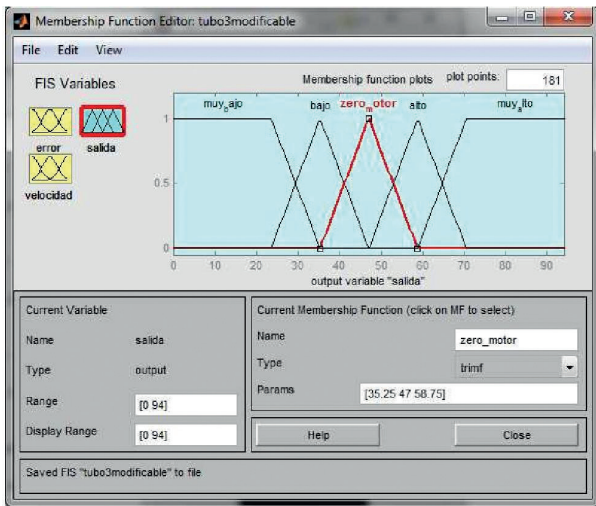 Membership Function Editor: tubo3modificable
File Edit View
FIS Variables
Membership function plots plot points: 181
error salida
velocidad
muy_bajo bajo zero_motor alto muy_alto
1
0.5
0
0 10 20 30 40 50 60 70 80 90
output variable "salida"
Current Variable
Name salida
Type output
Range [0 94]
Display Range [0 94]
Current Membership Function (click on MF to select)
Name zero_motor
Type trimf
Params [35.25 47 58.75]
Help Close
Saved FIS "tubo3modificable" to file